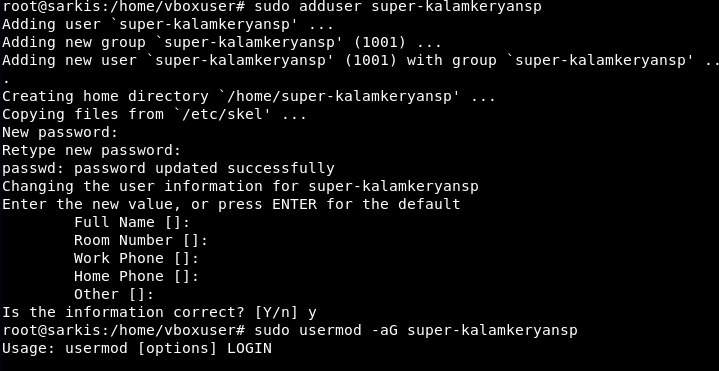 root@sarkis:/home/vboxuser# sudo adduser super-kalamkeryansp
Adding user `super-kalamkeryansp' ...
Adding new group `super-kalamkeryansp' (1001) ...
Adding new user `super-kalamkeryansp' (1001) with group `super-kalamkeryansp' ..
.
Creating home directory `/home/super-kalamkeryansp' ...
Copying files from `/etc/skel' ...
New password:
Retype new password:
passwd: password updated successfully
Changing the user information for super-kalamkeryansp
Enter the new value, or press ENTER for the default
        Full Name []:
        Room Number []:
        Work Phone []:
        Home Phone []:
        Other []:
Is the information correct? [Y/n] y
root@sarkis:/home/vboxuser# sudo usermod -aG super-kalamkeryansp
Usage: usermod [options] LOGIN